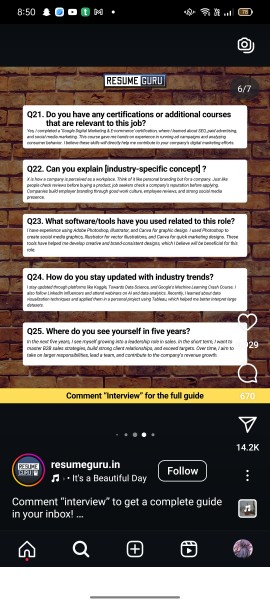 8:50
78
RESUME GURU
6/7
Q21. Do you have any certifications or additional courses
that are relevant to this job?
Yes, I completed a "Google Digital Marketing & E-commerce" certification, where I learned about SEO, paid advertising,
and social media marketing. This course gave me hands-on experience in running ad campaigns and analyzing
consumer behavior. I believe these skills will directly help me contribute to your company's digital marketing efforts.
Q22. Can you explain [industry-specific concept] ?
X is how a company is perceived as a workplace. Think of it like personal branding but for a company. Just like
people check reviews before buying a product, job seekers check a company's reputation before applying.
Companies build employer branding through good work culture, employee reviews, and strong social media
presence.
Q23. What software/tools have you used related to this role?
I have experience using Adobe Photoshop, Illustrator, and Canva for graphic design. I used Photoshop to
create social media graphics, Illustrator for vector illustrations, and Canva for quick marketing designs. These
tools have helped me develop creative and brand-consistent designs, which I believe will be beneficial for this
role.
Q24. How do you stay updated with industry trends?
I stay updated through platforms like Kaggle, Towards Data Science, and Google's Machine Learning Crash Course. I
also follow LinkedIn influencers and attend webinars on AI and data analytics. Recently, I learned about data
visualization techniques and applied them in a personal project using Tableau, which helped me better interpret large
datasets.
Q25. Where do you see yourself in five years?
In the next five years, I see myself growing into a leadership role in sales. In the short term, I want to
master B2B sales strategies, build strong client relationships, and exceed targets. Over time, I aim to
take on larger responsibilities, lead a team, and contribute to the company's revenue growth.
929
Comment "Interview" for the full guide
670
14.2K
RESUME GURU
resumeguru.in
It's a Beautiful Day
Follow
Comment "interview" to get a complete guide
in your inbox! ...